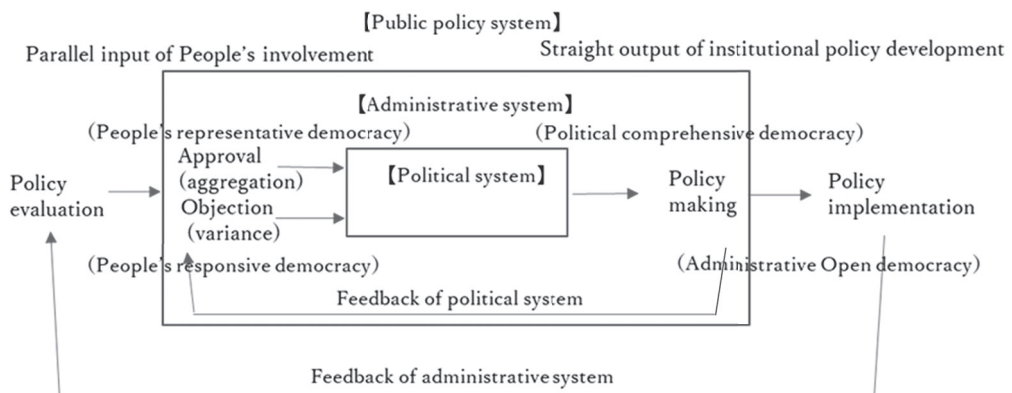 【Public policy system】
Parallel input of People's involvement
Straight output of institutional policy development
【Administrative system】
(People's representative democracy)
(Political comprehensive democracy)
Approval
(aggregation)
Objection
(variance)
【Political system】
Policy
evaluation
Policy
making
Policy
implementation
(People's responsive democracy)
(Administrative Open democracy)
Feedback of political system
Feedback of administrative system